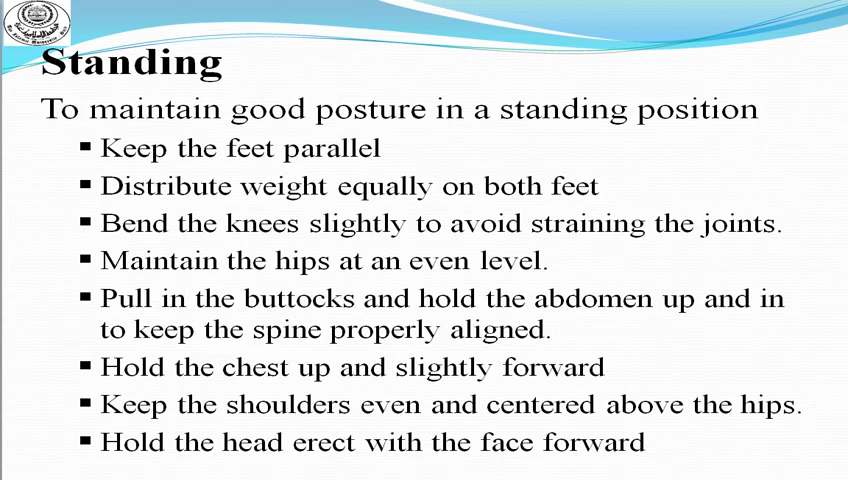 Standing
To maintain good posture in a standing position
▪ Keep the feet parallel
▪ Distribute weight equally on both feet
▪ Bend the knees slightly to avoid straining the joints.
▪ Maintain the hips at an even level.
▪ Pull in the buttocks and hold the abdomen up and in
to keep the spine properly aligned.
▪ Hold the chest up and slightly forward
▪ Keep the shoulders even and centered above the hips.
▪ Hold the head erect with the face forward